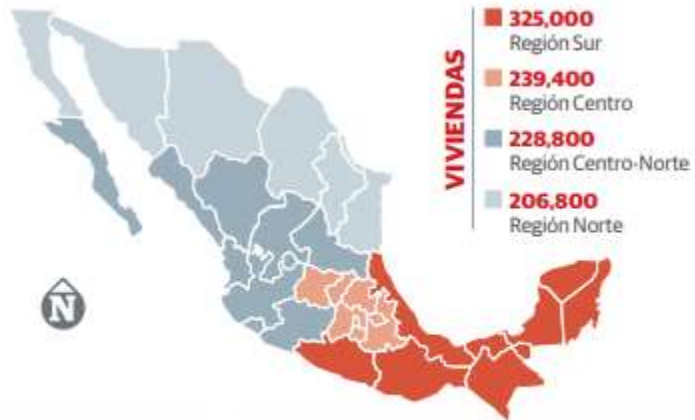 VIVIENDAS
325,000
Región Sur
239,400
Región Centro
228,800
Región Centro-Norte
206,800
Región Norte
N